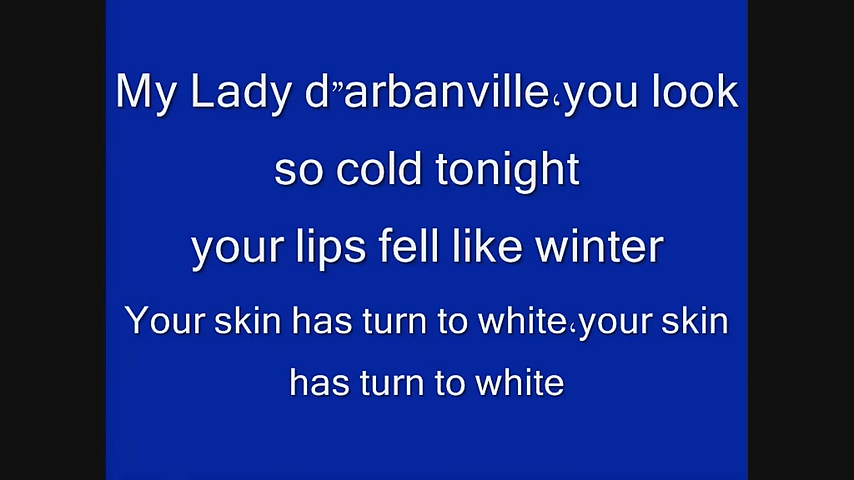 My Lady d”arbanville،you look
so cold tonight
your lips fell like winter
Your skin has turn to white،your skin
has turn to white